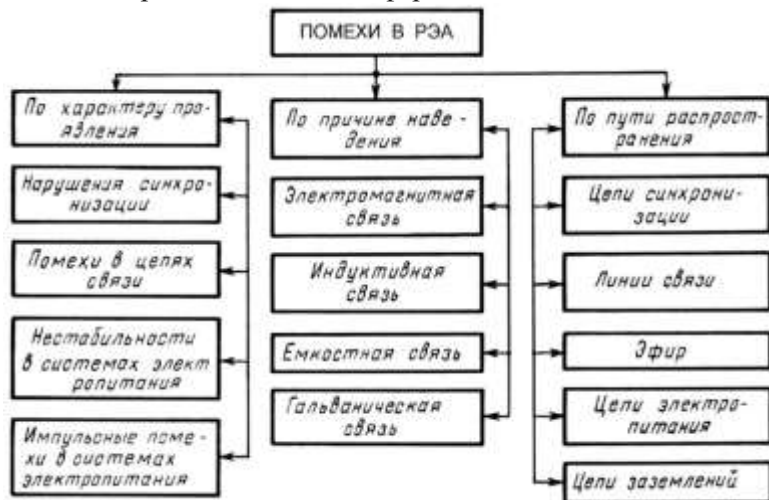 ПОМЕХИ В РЭА
По характеру про-
явления
Нарушения синхро-
низации
Помехи в цепях
связи
Нестабильности
в системах элект
ропитания
Импульсные поме-
хи в системах
электропитания
По причине наве-
дения
Электромагнитная
связь
Индуктивная
связь
Емкостная связь
Гальваническая
связь
По пути распрост-
ранения
Цепи синхрони-
зации
Линии связи
Эфир
Цепи электро-
питания
Цепи заземлений